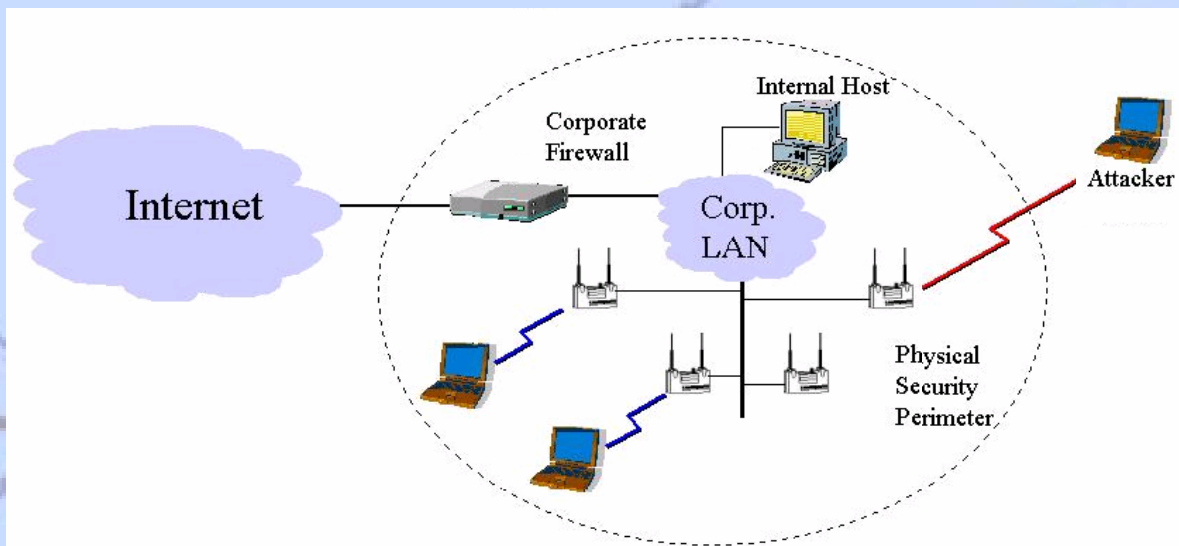 Internal Host
Corporate
Firewall
Internet
Corp.
LAN
Attacker
Physical
Security
Perimeter